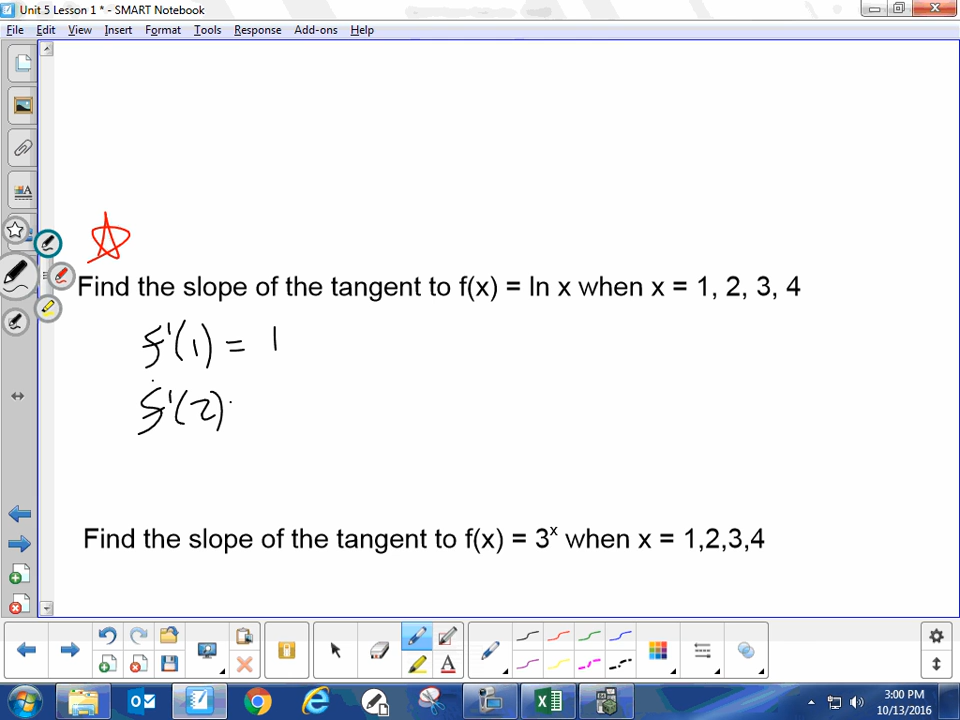 Unit 5 Lesson 1 * - SMART Notebook
File Edit View Insert Format Tools Response Add-ons Help
Find the slope of the tangent to f(x) = ln x when x = 1, 2, 3, 4
f'(1) = 1
f'(2)
Find the slope of the tangent to f(x) = 3ˣ when x = 1,2,3,4
3:00 PM
10/13/2016